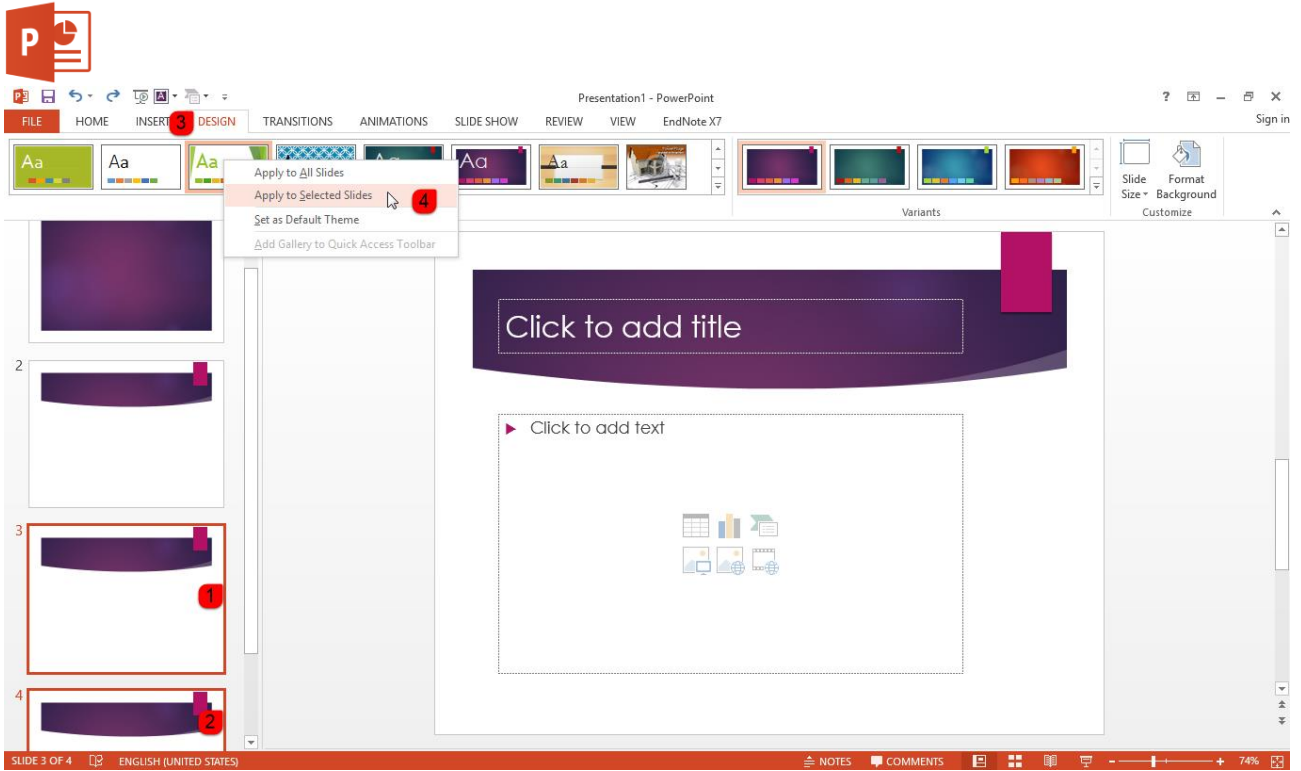 P
Presentation1 - PowerPoint
?
FILE HOME INSERT 3 DESIGN TRANSITIONS ANIMATIONS SLIDE SHOW REVIEW VIEW EndNote X7 Sign in
Aa Aa Aa Aa Aa
Apply to All Slides
Apply to Selected Slides 4
Set as Default Theme
Add Gallery to Quick Access Toolbar
Slide Size Format Background
Variants Customize
Click to add title
Click to add text
2
3
1
4
2
SLIDE 3 OF 4 ENGLISH (UNITED STATES) NOTES COMMENTS - + 74%